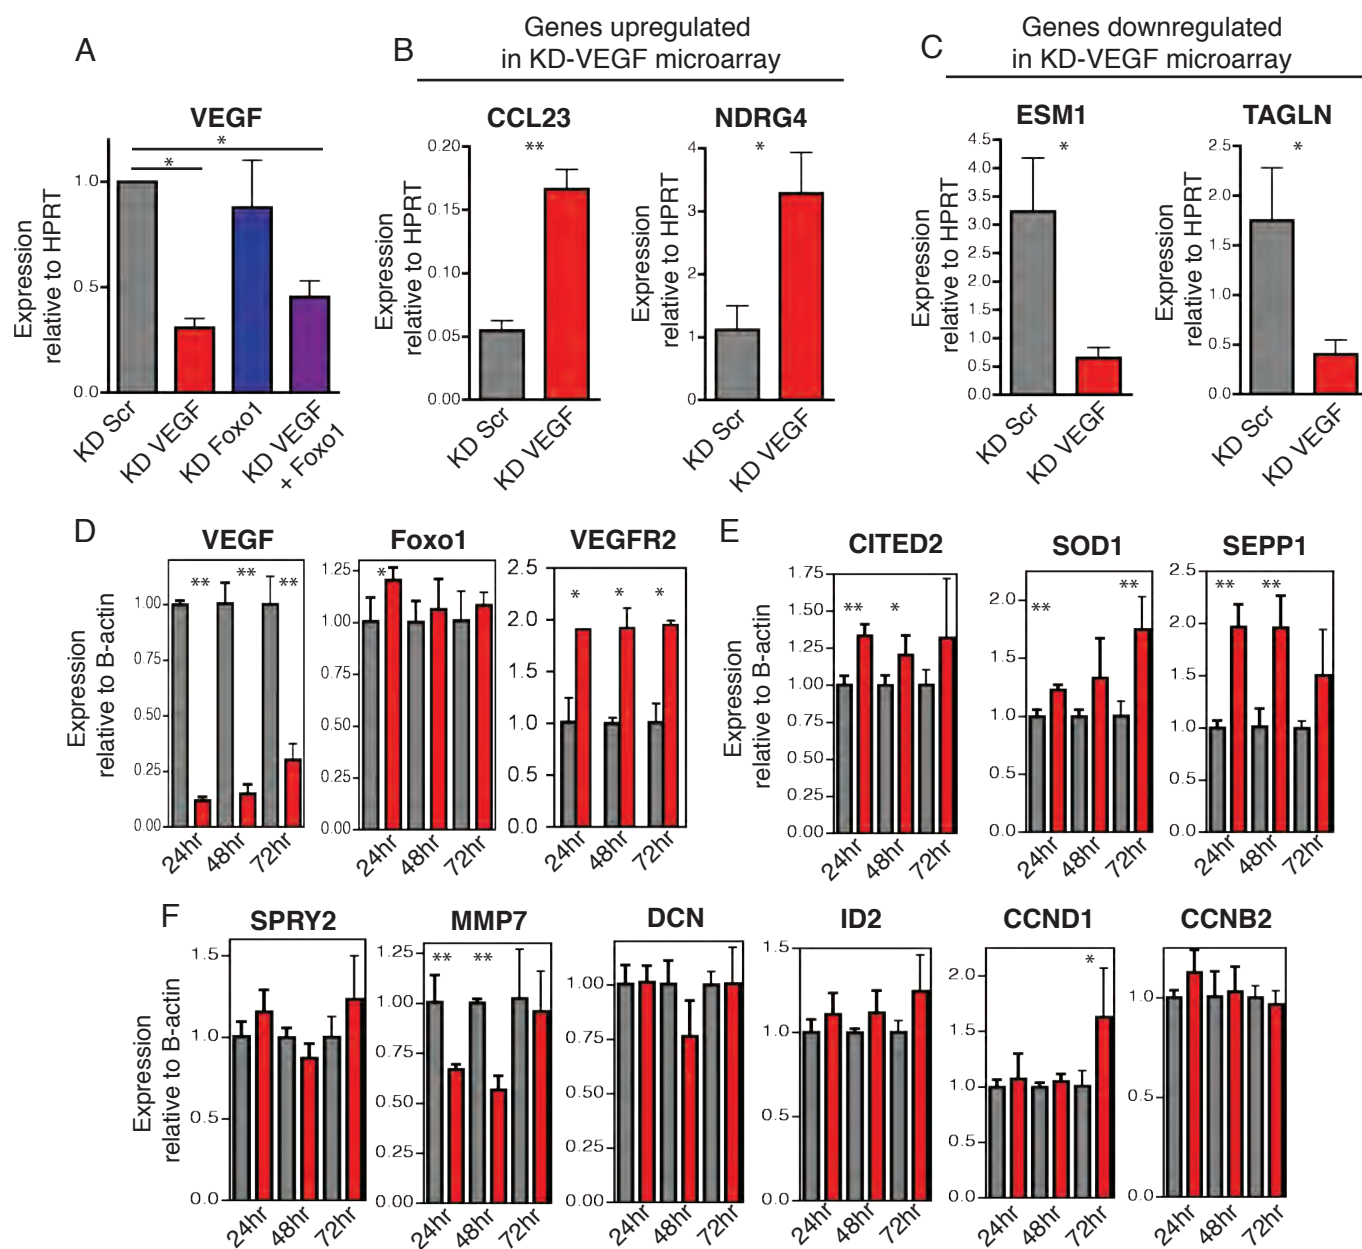 A
B
Genes upregulated
in KD-VEGF microarray
C
Genes downregulated
in KD-VEGF microarray
VEGF
*
*
Expression
relative to HPRT
1.0
0.5
0.0
KD Scr
KD VEGF
KD Foxo1
KD VEGF
+ Foxo1
CCL23
**
Expression
relative to HPRT
0.20
0.15
0.10
0.05
0.00
KD Scr
KD VEGF
NDRG4
*
Expression
relative to HPRT
4
3
2
1
0
KD Scr
KD VEGF
ESM1
*
Expression
relative to HPRT
4.5
4.0
3.5
3.0
2.5
2.0
1.5
1.0
0.5
0.0
KD Scr
KD VEGF
TAGLN
*
Expression
relative to HPRT
2.5
2.0
1.5
1.0
0.5
0.0
KD Scr
KD VEGF
D
VEGF
** ** **
Expression
relative to B-actin
1.00
0.75
0.50
0.25
0.00
24hr
48hr
72hr
Foxo1
*
1.25
1.00
1.25
0.50
1.25
0.00
24hr
48hr
72hr
VEGFR2
* * *
2.5
2.0
1.5
1.0
0.5
0.0
24hr
48hr
72hr
E
CITED2
** *
Expression
relative to B-actin
1.75
1.50
1.25
1.00
0.75
0.50
0.25
0.00
24hr
48hr
72hr
SOD1
** **
2.0
1.5
1.0
0.5
0.0
24hr
48hr
72hr
SEPP1
** **
2.5
2.0
1.5
1.0
0.5
0.0
24hr
48hr
72hr
F
SPRY2
Expression
relative to B-actin
1.5
1.0
0.5
0.0
24hr
48hr
72hr
MMP7
** **
1.25
1.00
0.75
0.50
0.25
0.00
24hr
48hr
72hr
DCN
1.00
0.75
0.50
1.25
0.00
24hr
48hr
72hr
ID2
1.5
1.0
0.5
0.0
24hr
48hr
72hr
CCND1
*
2.0
1.5
1.0
0.5
0.0
24hr
48hr
72hr
CCNB2
1.0
0.5
0.0
24hr
48hr
72hr